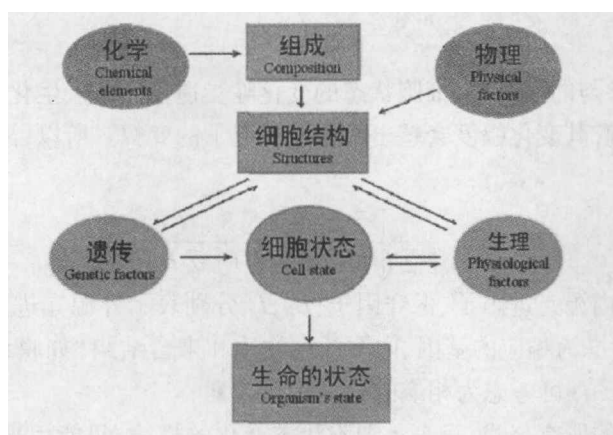 化学
Chemical
elements
组成
Composition
物理
Physical
factors
细胞结构
Structures
遗传
Genetic factors
细胞状态
Cell state
生理
Physiological
factors
生命的状态
Organism's state